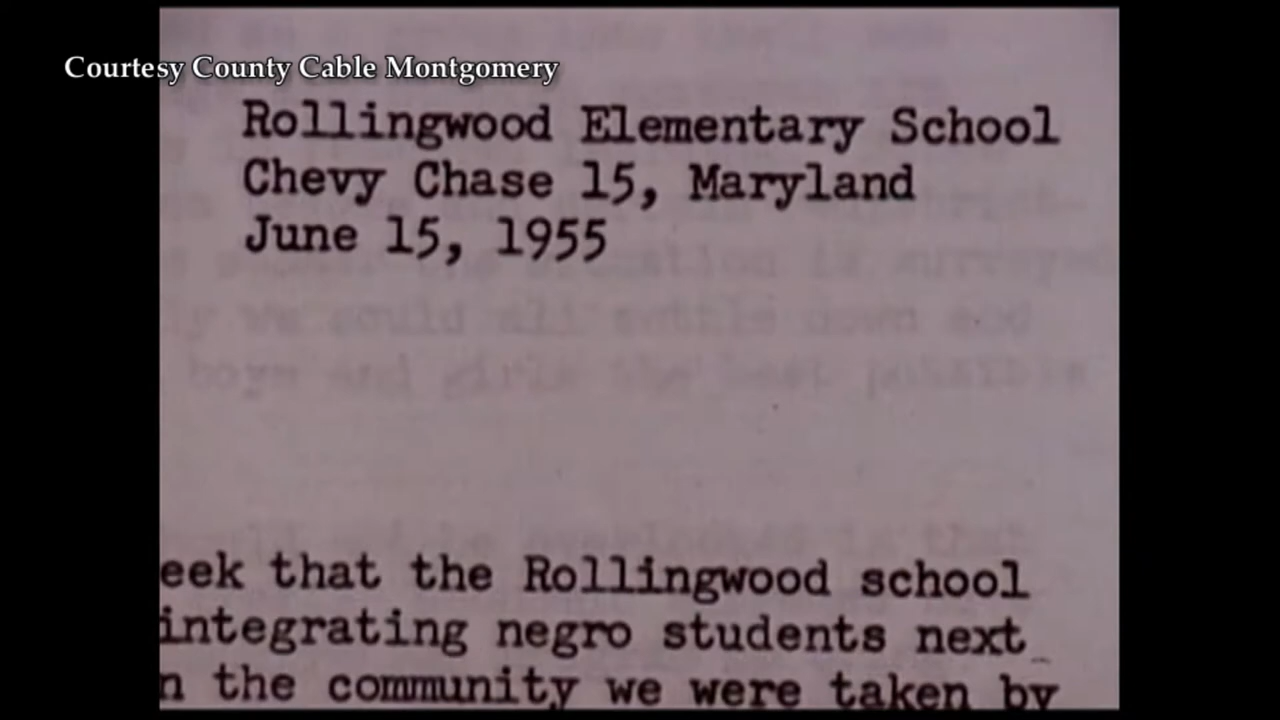 Courtesy County Cable Montgomery
Rollingwood Elementary School
Chevy Chase 15, Maryland
June 15, 1955
eek that the Rollingwood school
integrating negro students next
n the community we were taken by